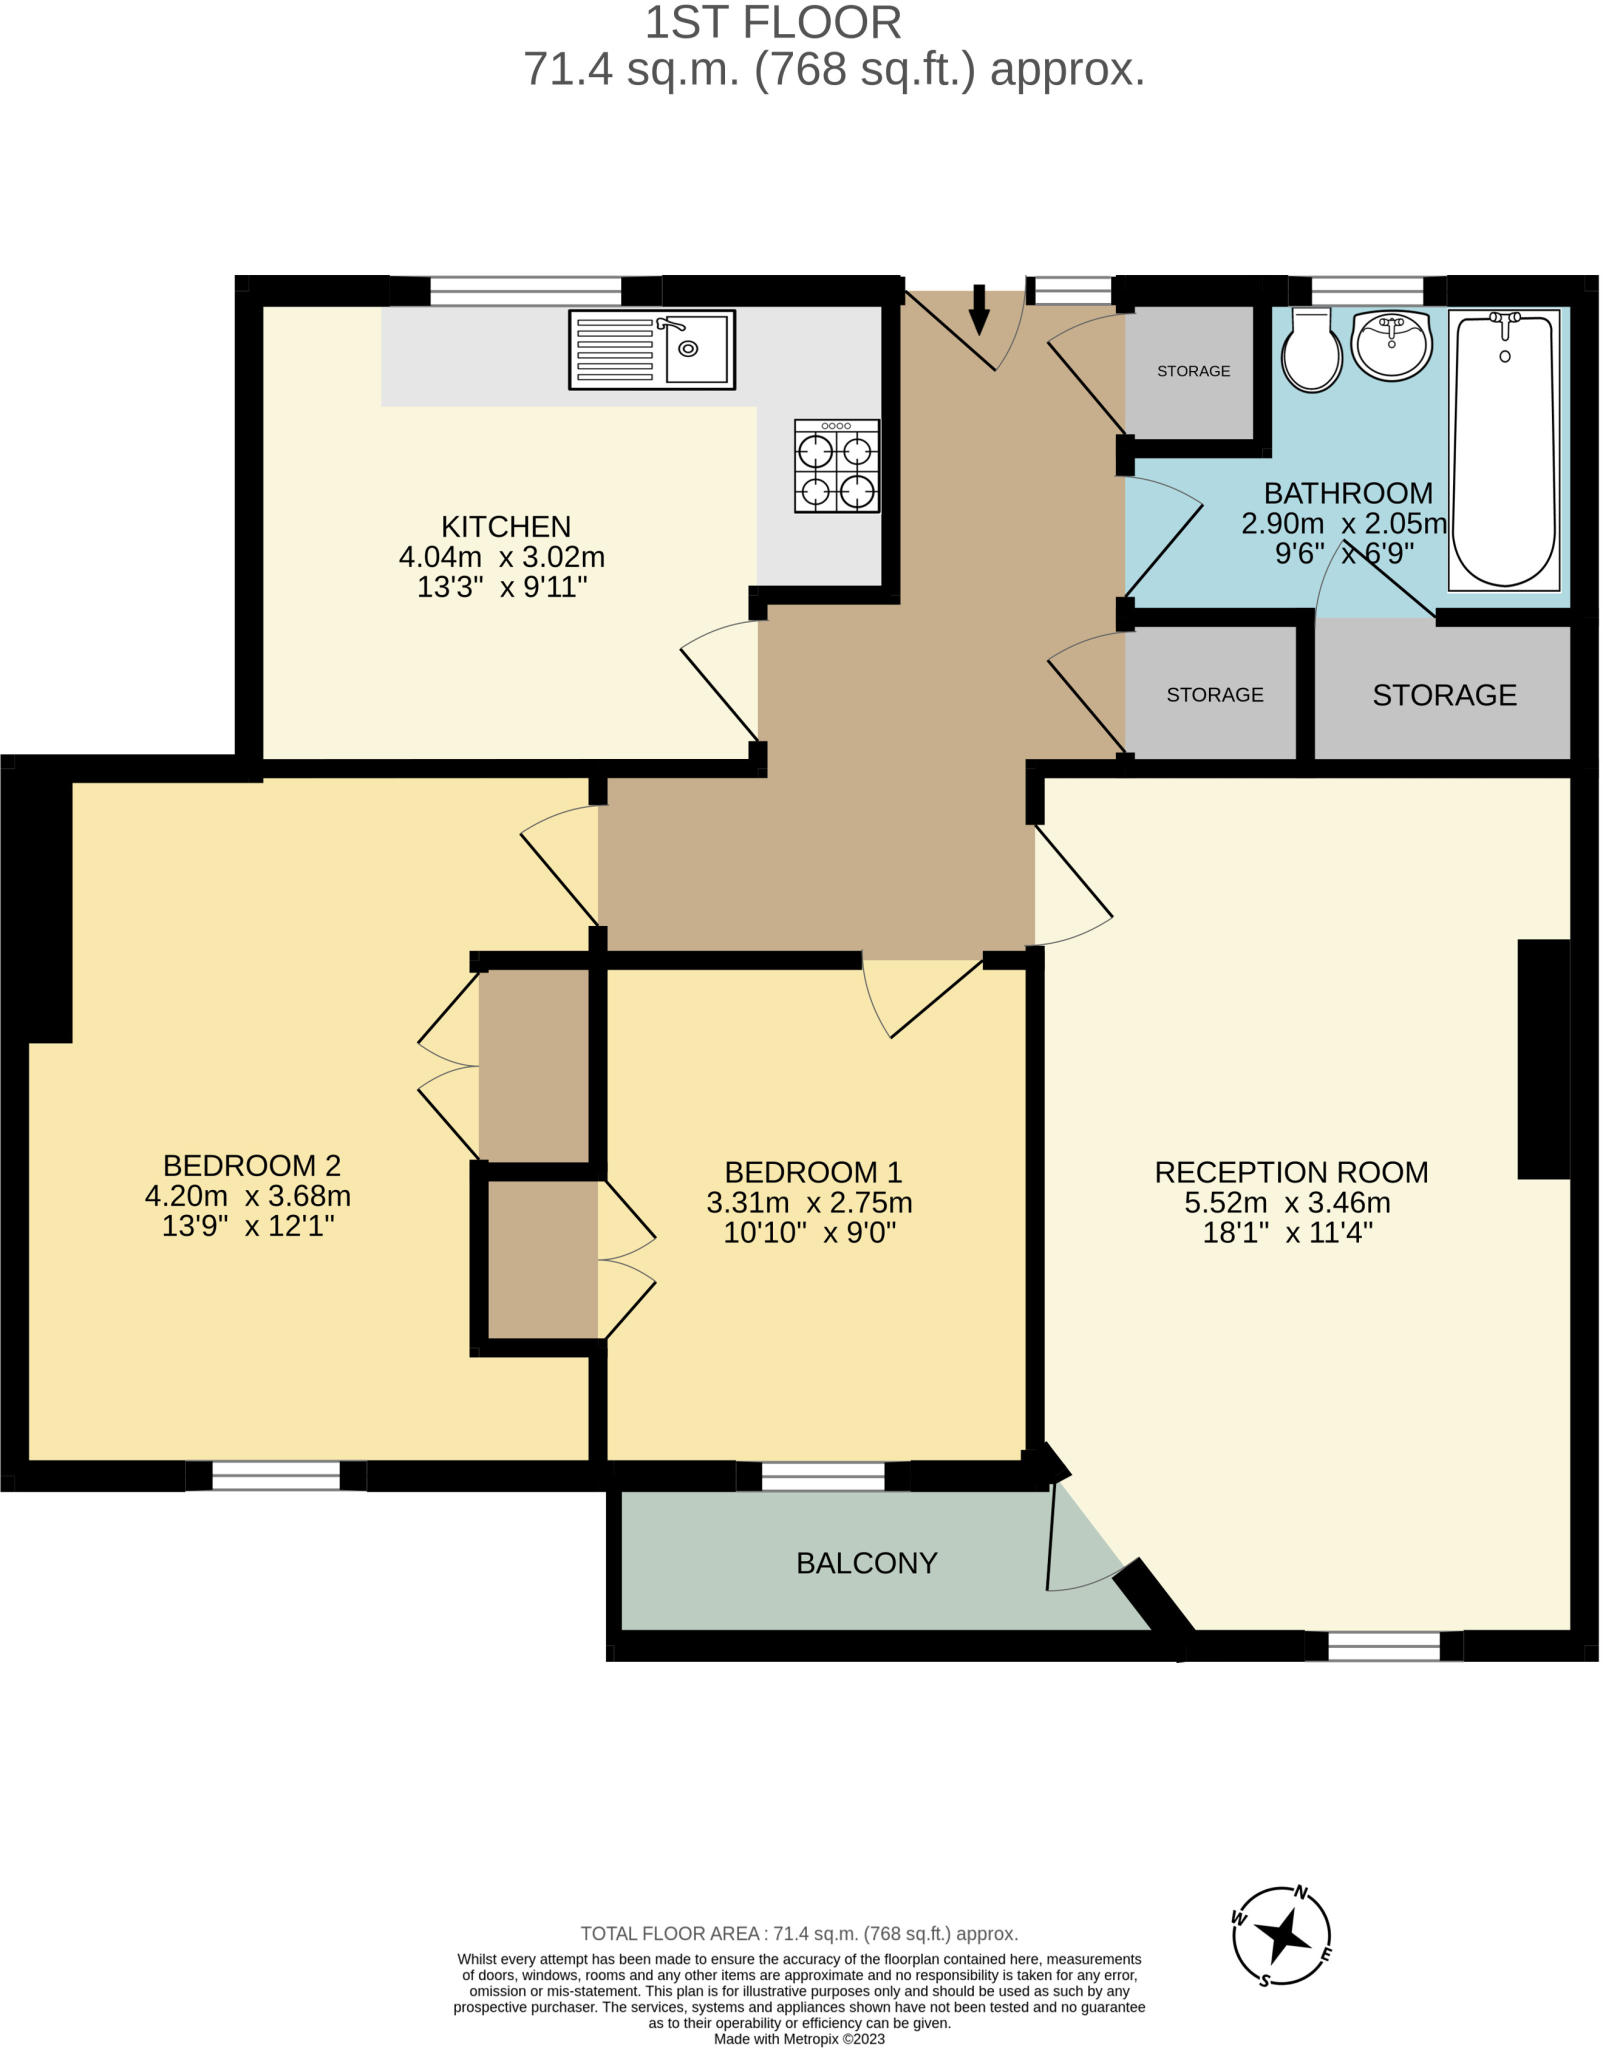 1ST FLOOR
71.4 sq.m. (768 sq.ft.) approx.
STORAGE
KITCHEN
4.04m x 3.02m
13'3" x 9'11"
BATHROOM
2.90m x 2.05m
9'6" x 6'9"
STORAGE
STORAGE
BEDROOM 2
4.20m x 3.68m
13'9" x 12'1"
BEDROOM 1
3.31m x 2.75m
10'10" x 9'0"
RECEPTION ROOM
5.52m x 3.46m
18'1" x 11'4"
BALCONY
N
W
E
S
TOTAL FLOOR AREA : 71.4 sq.m. (768 sq.ft.) approx.
Whilst every attempt has been made to ensure the accuracy of the floorplan contained here, measurements
of doors, windows, rooms and any other items are approximate and no responsibility is taken for any error,
omission or mis-statement. This plan is for illustrative purposes only and should be used as such by any
prospective purchaser. The services, systems and appliances shown have not been tested and no guarantee
as to their operability or efficiency can be given.
Made with Metropix ©2023